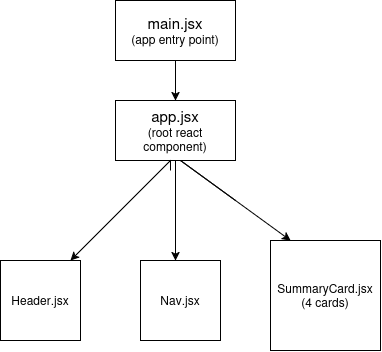 main.jsx
(app entry point)
app.jsx
(root react
component)
Header.jsx
Nav.jsx
SummaryCard.jsx
(4 cards)